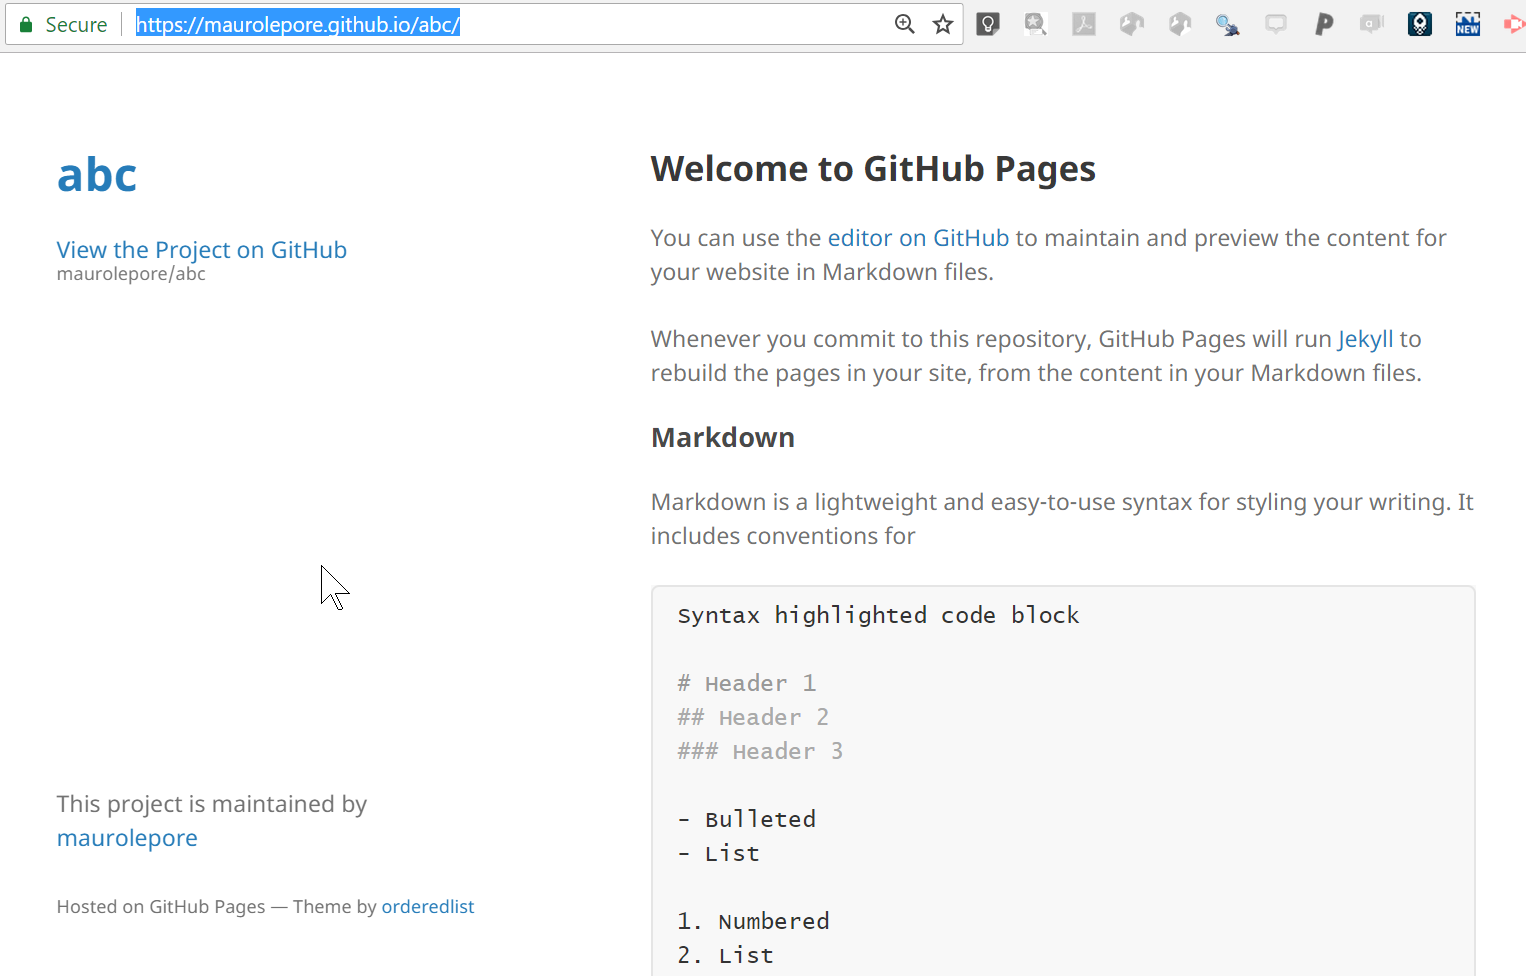 Secure
https://maurolepore.github.io/abc/
NEW
abc
View the Project on GitHub
maurolepore/abc
This project is maintained by
maurolepore
Hosted on GitHub Pages — Theme by orderedlist
Welcome to GitHub Pages
You can use the editor on GitHub to maintain and preview the content for
your website in Markdown files.
Whenever you commit to this repository, GitHub Pages will run Jekyll to
rebuild the pages in your site, from the content in your Markdown files.
Markdown
Markdown is a lightweight and easy-to-use syntax for styling your writing. It
includes conventions for
Syntax highlighted code block
# Header 1
## Header 2
### Header 3
- Bulleted
- List
1. Numbered
2. List